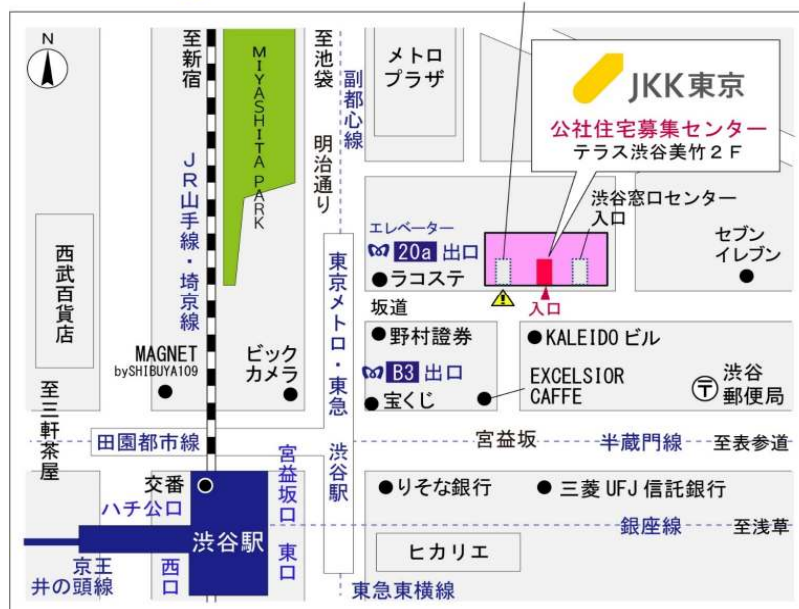 N
至新宿
MIYASHITA PARK
至池袋
明治通り
副都心線
メトロ
プラザ
JKK東京
公社住宅募集センター
テラス渋谷美竹2F
JR山手線・埼京線
エレベーター
20a 出口
ラコステ
渋谷窓口センター
入口
セブン
イレブン
西武百貨店
東京メトロ・東急 渋谷駅
坂道
入口
野村證券
KALEIDOビル
MAGNET
bySHIBUYA109
ビック
カメラ
B3 出口
宝くじ
EXCELSIOR
CAFFE
渋谷
郵便局
至三軒茶屋
田園都市線
宮益坂
半蔵門線
至表参道
交番
ハチ公口
宮益坂口
りそな銀行
三菱UFJ信託銀行
渋谷駅
銀座線
至浅草
京王
井の頭線
西口
東口
ヒカリエ
東急東横線